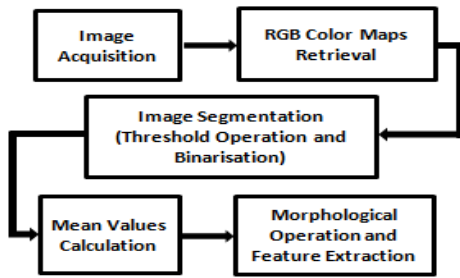 Image
Acquisition
RGB Color Maps
Retrieval
Image Segmentation
(Threshold Operation and
Binarisation)
Mean Values
Calculation
Morphological
Operation and
Feature Extraction